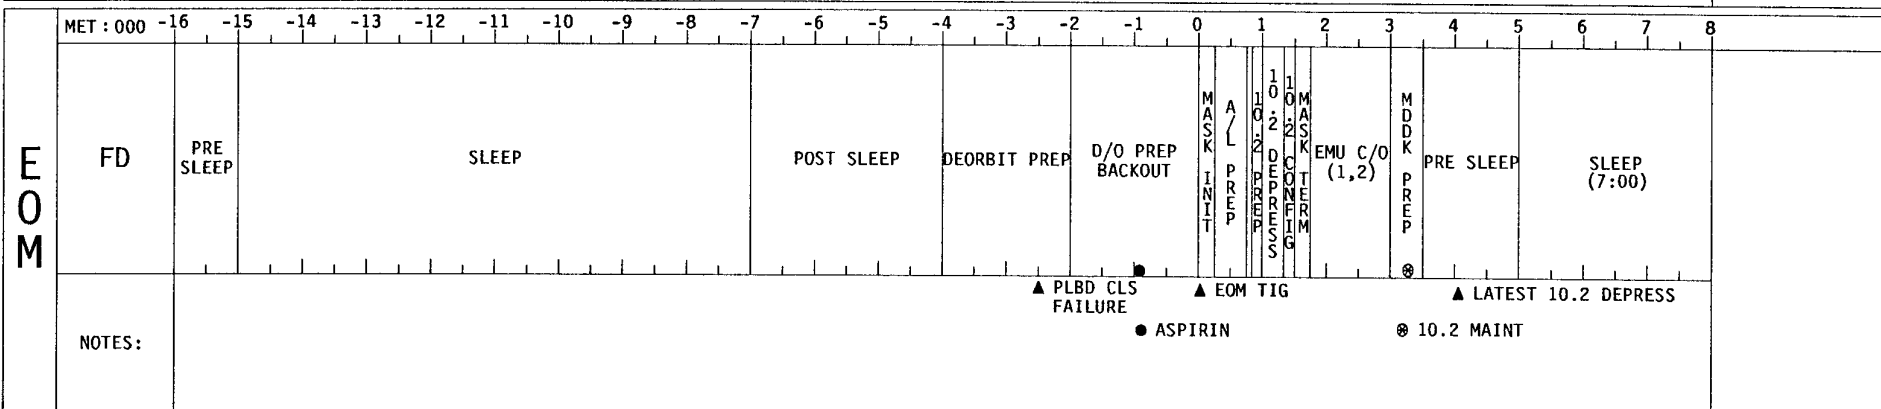 MET : 000 -16 -15 -14 -13 -12 -11 -10 -9 -8 -7 -6 -5 -4 -3 -2 -1 0 1 2 3 4 5 6 7 8
EOM
FD
PRE
SLEEP
SLEEP
POST SLEEP
DEORBIT PREP
D/O PREP
BACKOUT
MASK INIT
A/L PREP
10.2 PREP
10.2 DEPRESS
10.2 CONFIG
MASK TERM
EMU C/O
(1,2)
MDDK PREP
PRE SLEEP
SLEEP
(7:00)
▲ PLBD CLS
FAILURE
▲ EOM TIG
▲ LATEST 10.2 DEPRESS
NOTES:
● ASPIRIN
⊗ 10.2 MAINT